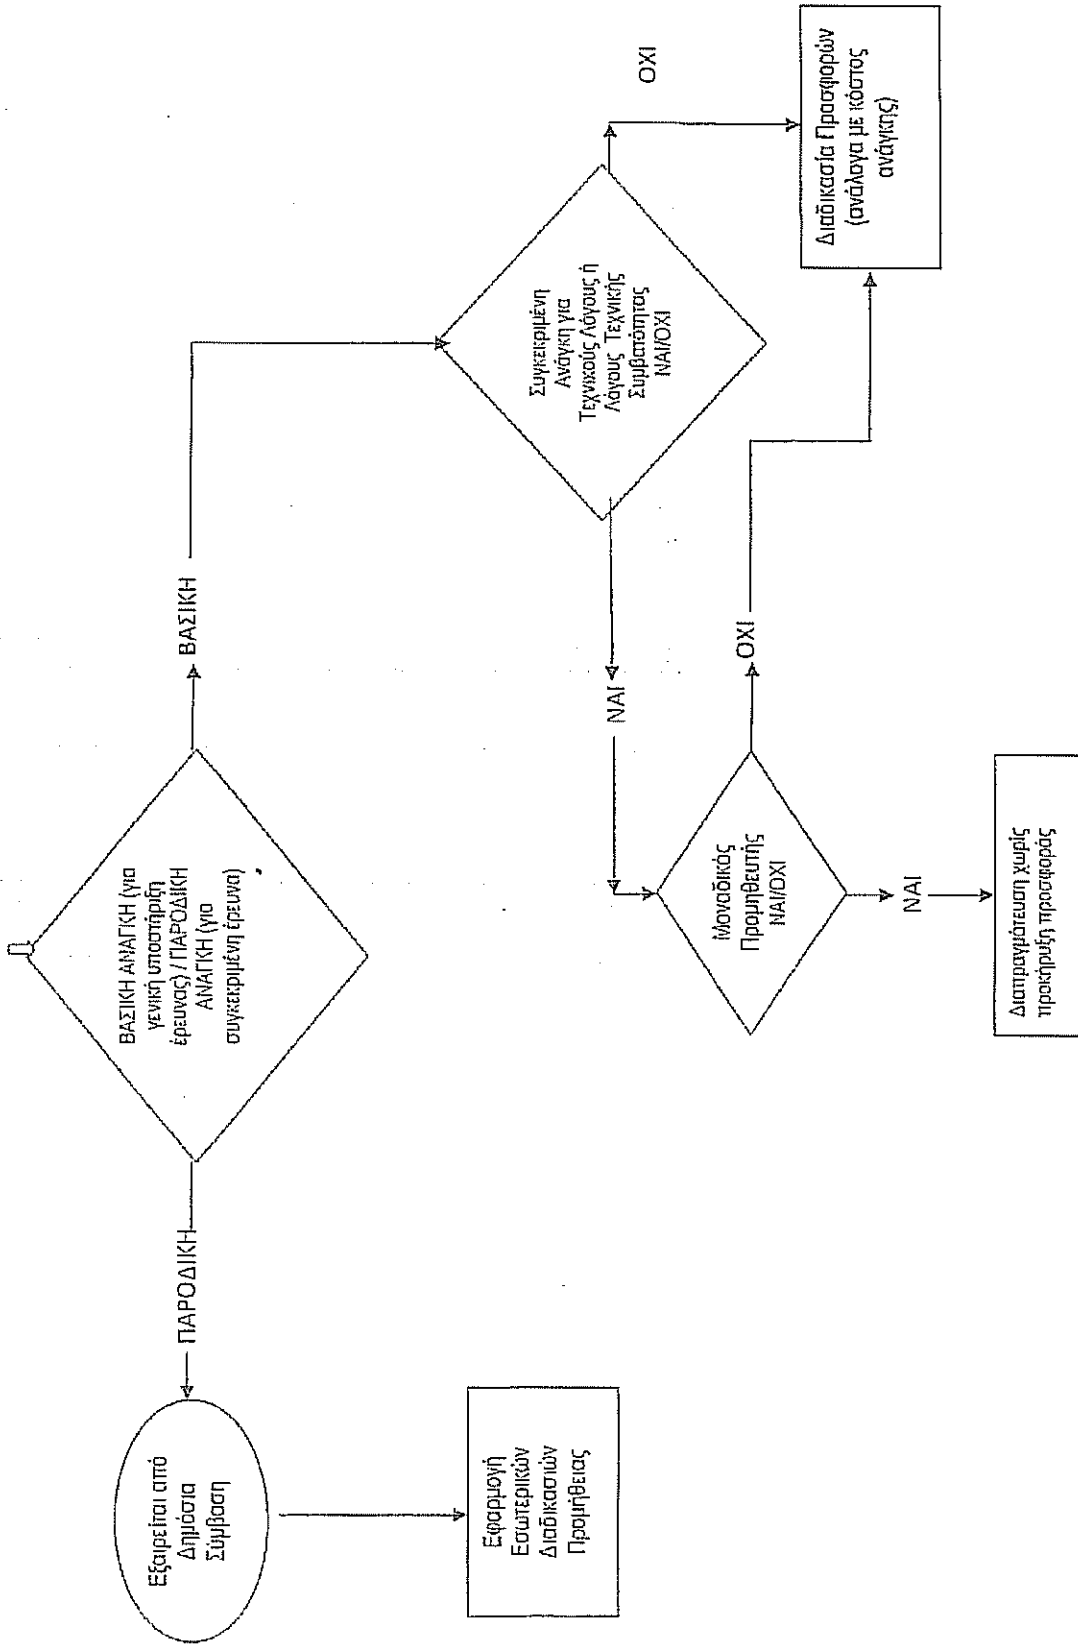 ΒΑΣΙΚΗ ΑΝΑΓΚΗ (για
γενική υποστήριξη
έρευνας) / ΠΑΡΟΔΙΚΗ
ΑΝΑΓΚΗ (για
συγκεκριμένη έρευνα)
ΠΑΡΟΔΙΚΗ
ΒΑΣΙΚΗ
Εξαιρείται από
Δημόσια
Σύμβαση
Εφαρμογή
Εσωτερικών
Διαδικασιών
Προμήθειας
Συγκεκριμένη
Ανάγκη για
Τεχνικούς Λόγους ή
Λόγους Τεχνικής
Συμβατότητας
ΝΑΙ/ΟΧΙ
ΝΑΙ
ΟΧΙ
Μοναδικός
Προμηθευτής
ΝΑΙ/ΟΧΙ
ΟΧΙ
ΝΑΙ
Διαδικασία Προσφορών
(ανάλογα με κόστος
ανάγκης)
Διαπραγμάτευση χωρίς
προκήρυξη προσφοράς